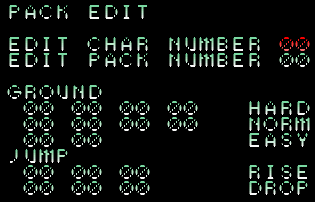 PACK EDIT
EDIT CHAR NUMBER 00
EDIT PACK NUMBER 00
GROUND
00 00 00 00 HARD
00 00 00 00 NORM
00 00 EASY
JUMP
00 00 00 RISE
00 00 00 DROP